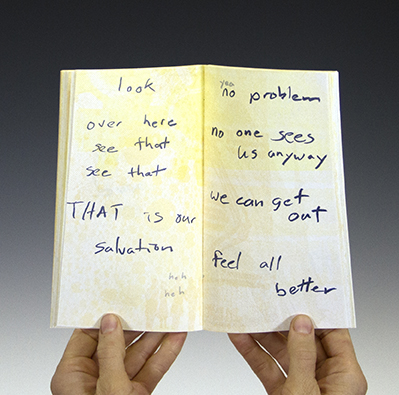 look
over here
see that
see that
THAT is our
salvation
heh
heh
yea
no problem
no one sees
us anyway
we can get
out
feel all
better